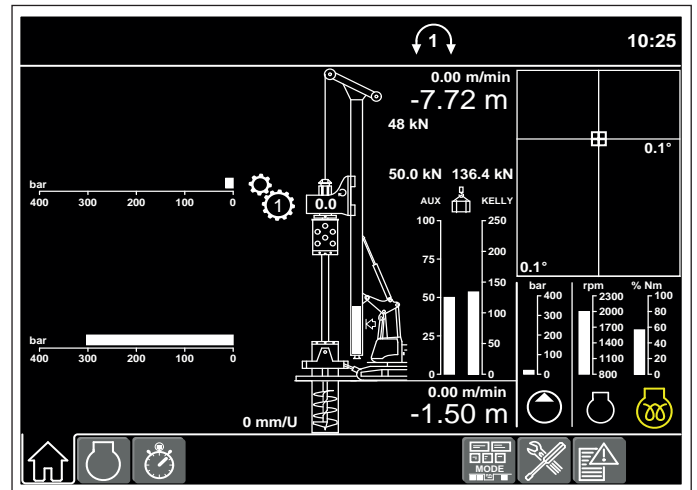 1 10:25
0.00 m/min
-7.72 m
48 kN
0.1°
50.0 kN 136.4 kN
bar
400 300 200 100 0
1
0.0
AUX KELLY
100 250
200
75
150
50
100
25
50
0 0
0.1°
bar rpm % Nm
400 2300 100
300 2000 80
200 1700 60
1400 40
100 1100 20
0 800 0
bar
400 300 200 100 0
0.00 m/min
-1.50 m
0 mm/U
MODE